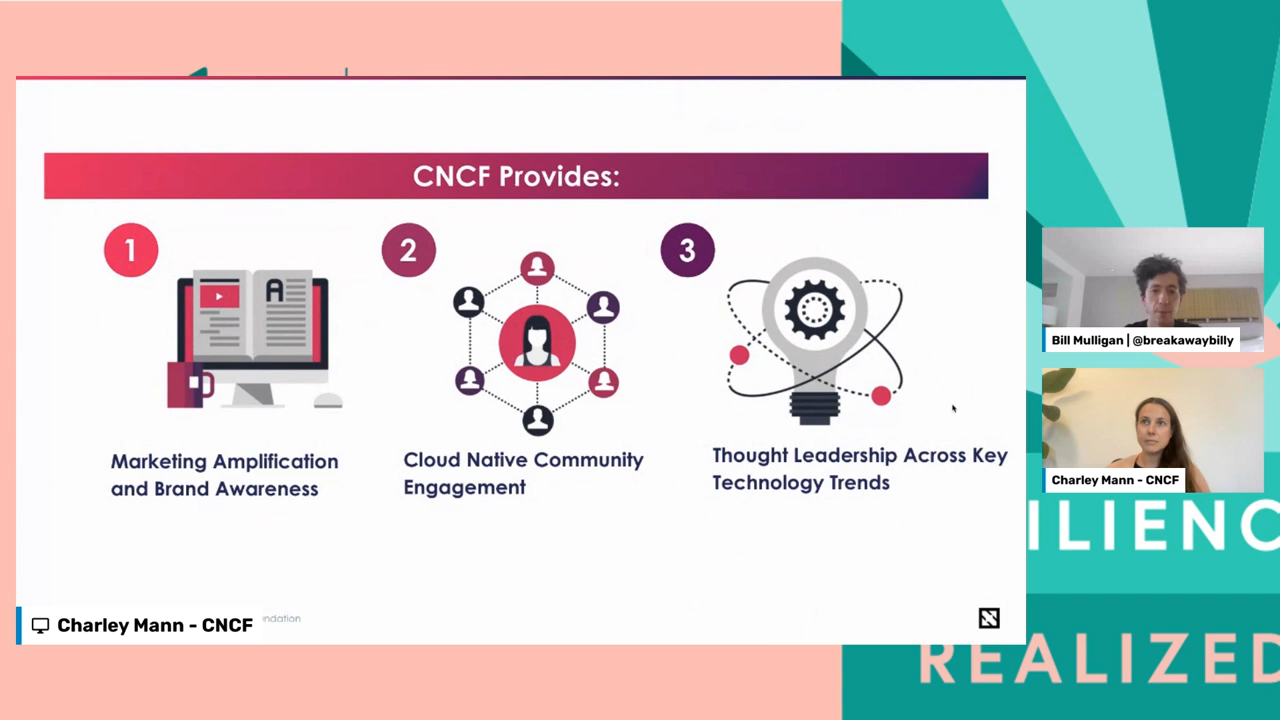 CNCF Provides:
1
2
3
A
Marketing Amplification
and Brand Awareness
Cloud Native Community
Engagement
Thought Leadership Across Key
Technology Trends
Charley Mann - CNCF
Bill Mulligan | @breakawaybilly
Charley Mann - CNCF
REALIZED